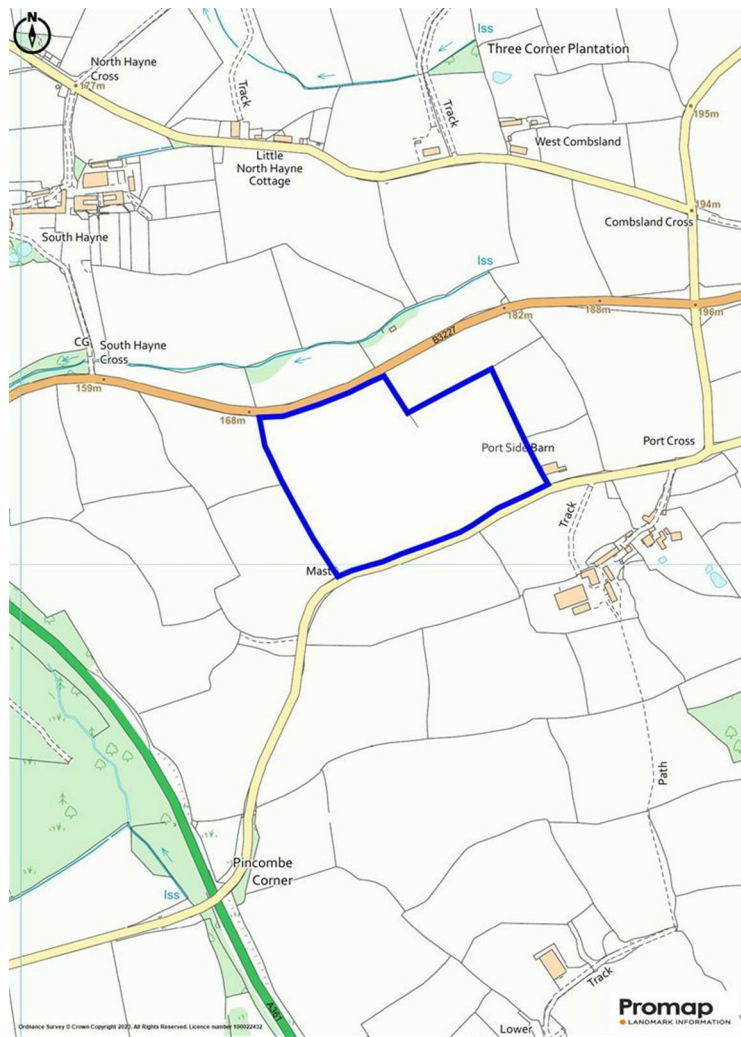 N
Iss
Three Corner Plantation
North Hayne
Cross
177m
Track
Track
195m
West Combsland
Little
North Hayne
Cottage
194m
Combsland Cross
South Hayne
Iss
182m
188m
196m
B3227
CG
South Hayne
Cross
159m
168m
Port Side Barn
Port Cross
Track
Mast
Path
Pincombe
Corner
Iss
A361
Track
Lower
Promap
LANDMARK INFORMATION
Ordnance Survey © Crown Copyright 2023. All Rights Reserved. Licence number 100022432